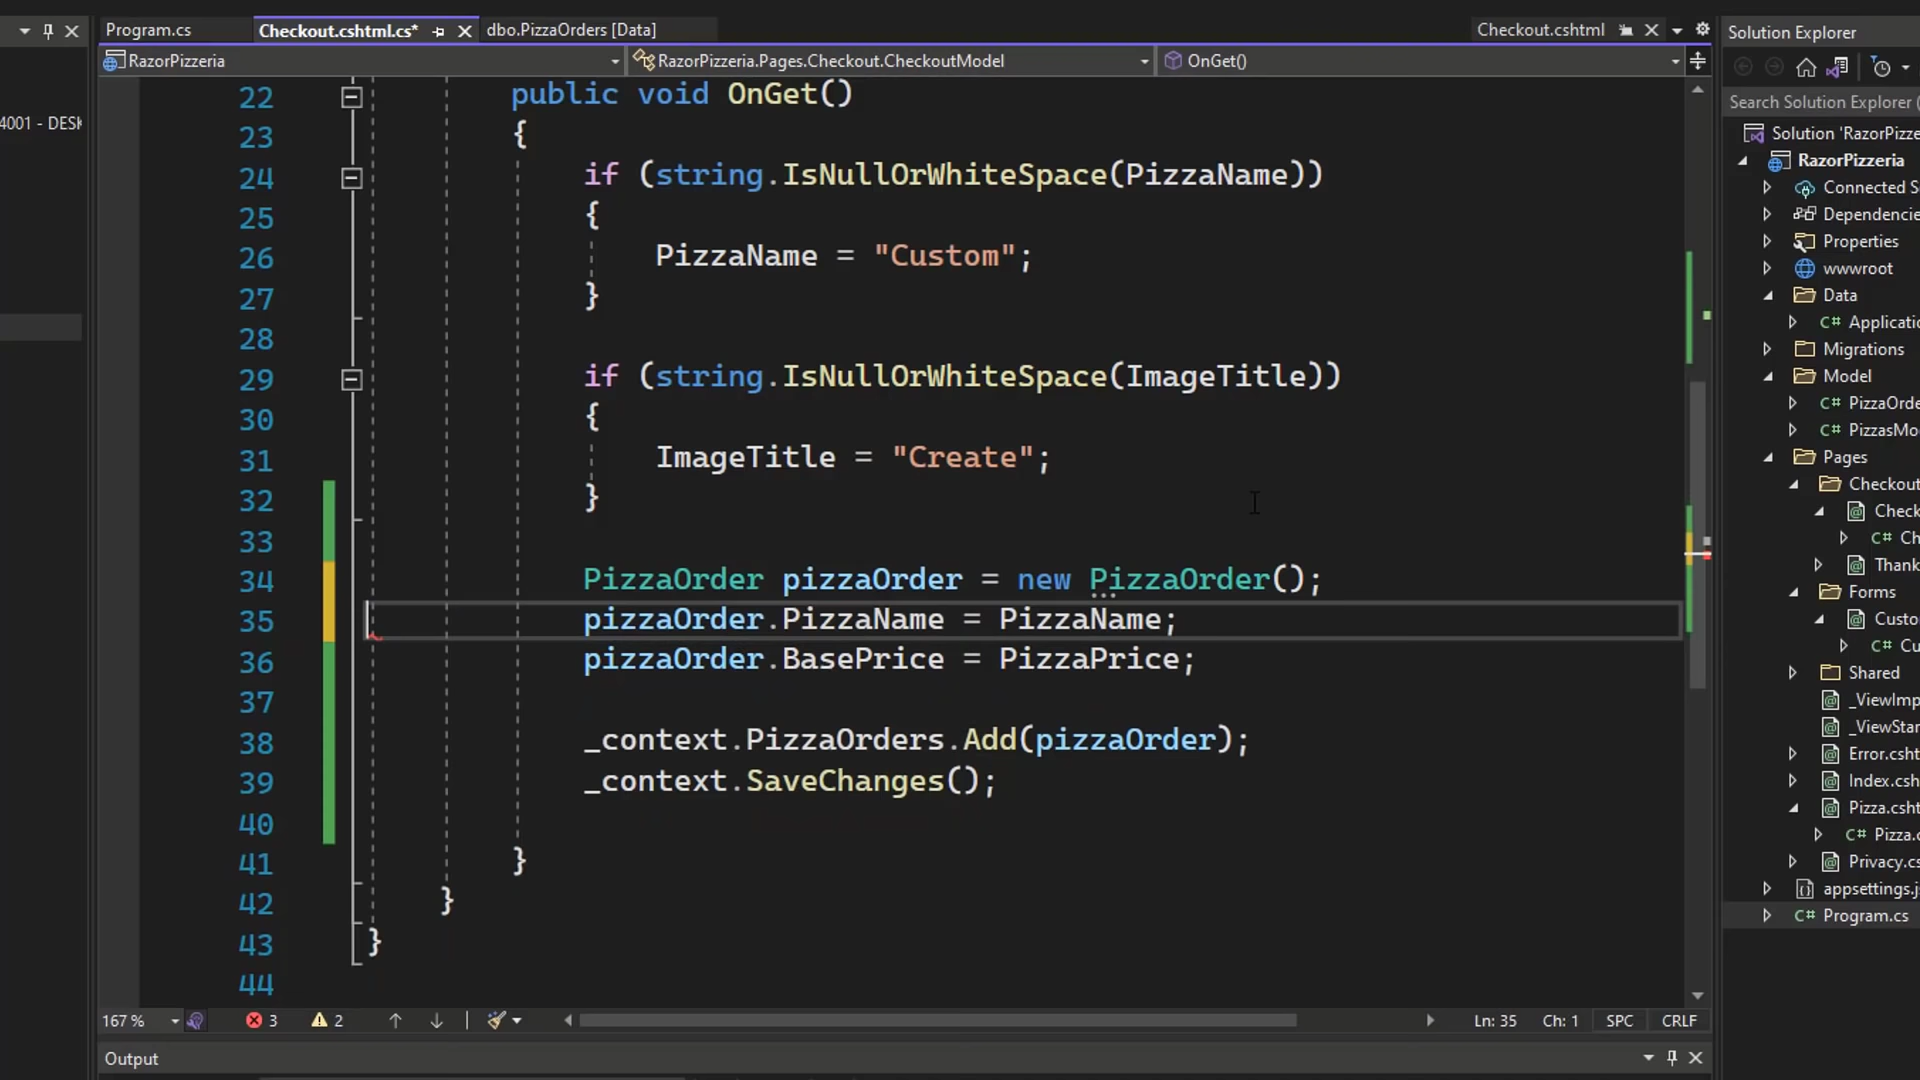 Program.cs
Checkout.cshtml.cs*
dbo.PizzaOrders [Data]
Checkout.cshtml
Solution Explorer
RazorPizzeria
RazorPizzeria.Pages.Checkout.CheckoutModel
OnGet()
4001 - DESK
22 public void OnGet()
23 {
24 if (string.IsNullOrWhiteSpace(PizzaName))
25 {
26 PizzaName = "Custom";
27 }
28
29 if (string.IsNullOrWhiteSpace(ImageTitle))
30 {
31 ImageTitle = "Create";
32 }
33
34 PizzaOrder pizzaOrder = new PizzaOrder();
35 pizzaOrder.PizzaName = PizzaName;
36 pizzaOrder.BasePrice = PizzaPrice;
37
38 _context.PizzaOrders.Add(pizzaOrder);
39 _context.SaveChanges();
40
41 }
42 }
43 }
44
167 %
3
2
Ln: 35
Ch: 1
SPC
CRLF
Output
Search Solution Explorer (
Solution 'RazorPizze
RazorPizzeria
Connected S
Dependencie
Properties
wwwroot
Data
C# Applicatio
Migrations
Model
C# PizzaOrde
C# PizzasMo
Pages
Checkout
Check
C# Ch
Thank
Forms
Custo
C# Cu
Shared
_ViewImp
_ViewStar
Error.csht
Index.csh
Pizza.csht
C# Pizza.c
Privacy.cs
appsettings.j
C# Program.cs